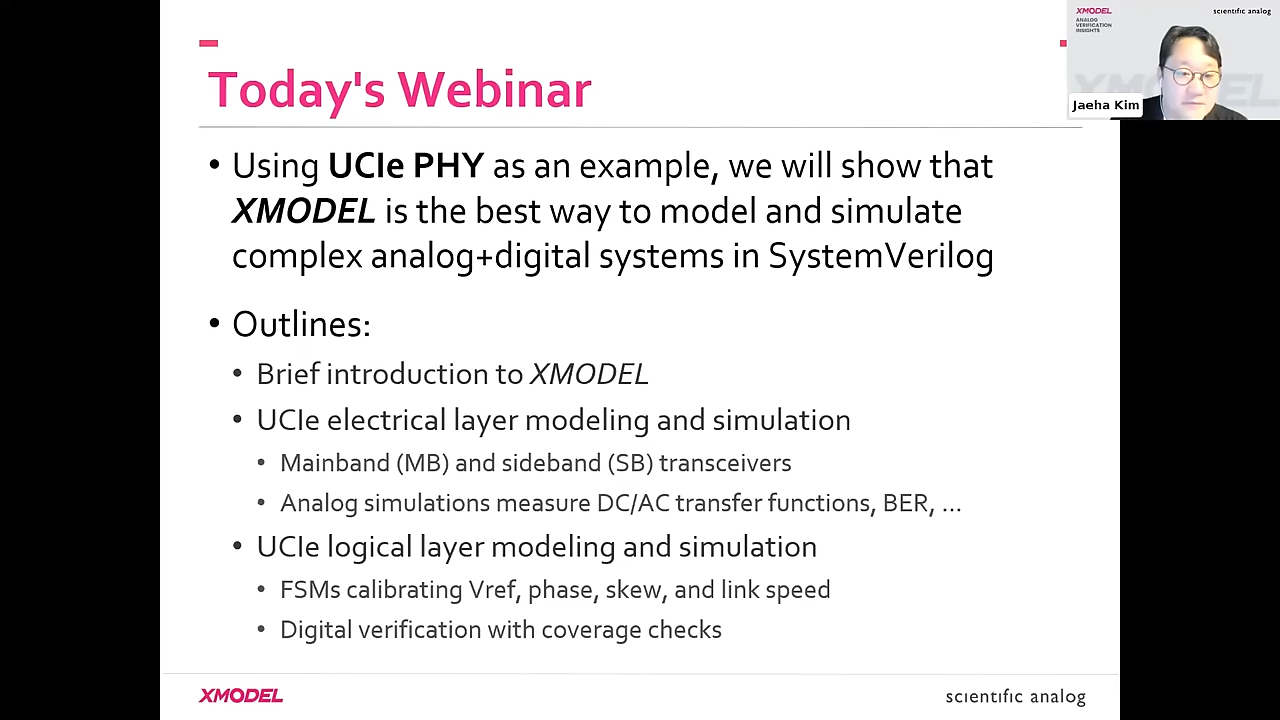 Today's Webinar
• Using UCIe PHY as an example, we will show that
XMODEL is the best way to model and simulate
complex analog+digital systems in SystemVerilog
• Outlines:
• Brief introduction to XMODEL
• UCIe electrical layer modeling and simulation
• Mainband (MB) and sideband (SB) transceivers
• Analog simulations measure DC/AC transfer functions, BER, ...
• UCIe logical layer modeling and simulation
• FSMs calibrating Vref, phase, skew, and link speed
• Digital verification with coverage checks
XMODEL
scientific analog
XMODEL
scientific analog
ANALOG
VERIFICATION
INSIGHTS
XMODEL
Jaeha Kim